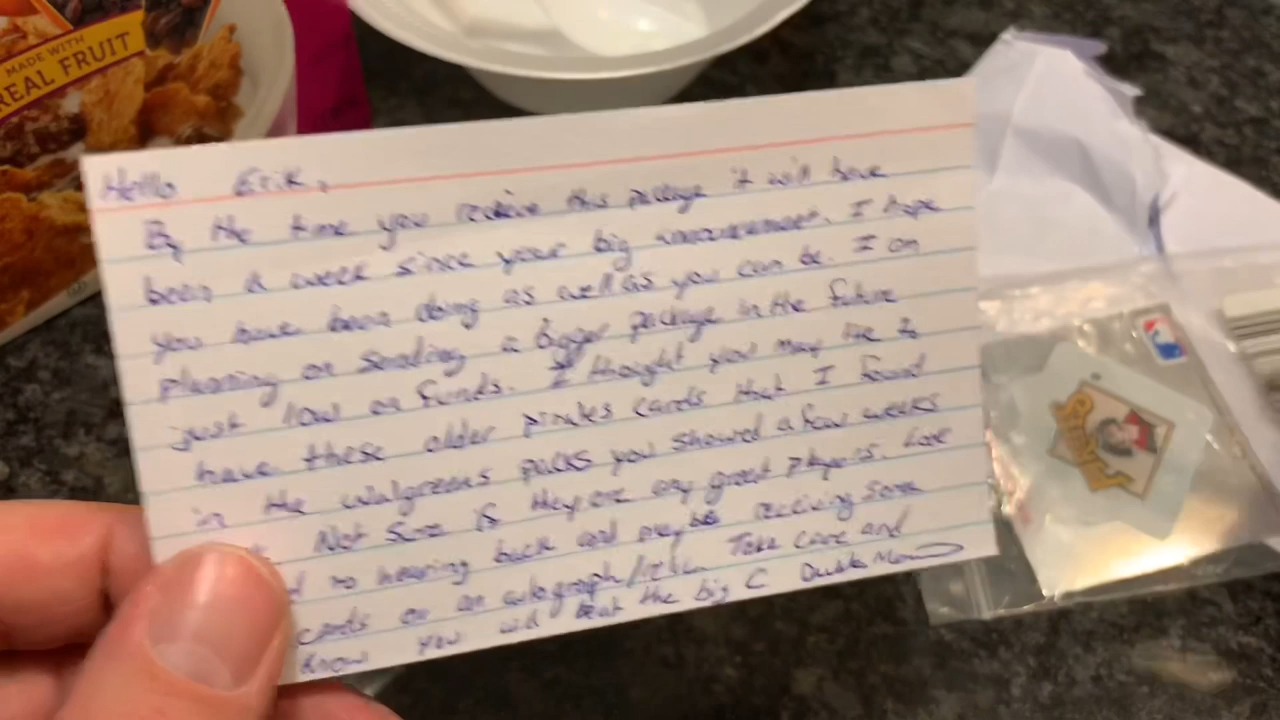 MADE WITH
REAL FRUIT
Hello Erik,
By the time you recieve this package it will have
been a week since your big announcement. I hope
you have been doing as well as you can be. I am
planning on sending a bigger package in the future
just low on funds. I thought you may like to
have these older pinnacles cards that I found
in the walgreens packs you showed a few weeks
Not sure if they are any great players. Look
to hearing back and maybe receiving some
cards or an autograph/ Take care and
know you will beat the big C